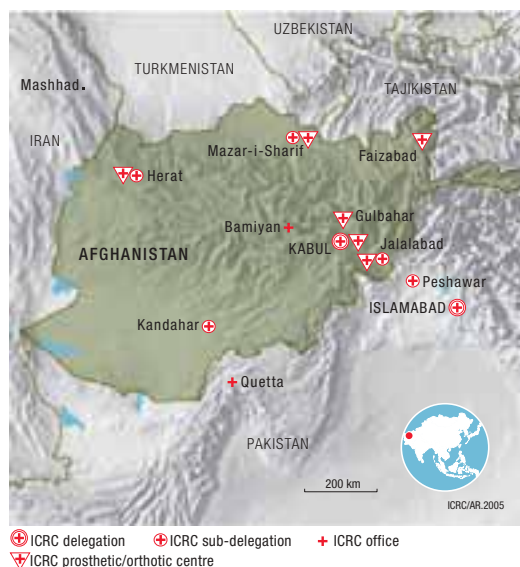 UZBEKISTAN
TURKMENISTAN
Mashhad
TAJIKISTAN
IRAN
Mazar-i-Sharif
Faizabad
Herat
Gulbahar
Bamiyan
KABUL
Jalalabad
AFGHANISTAN
Peshawar
ISLAMABAD
Kandahar
Quetta
PAKISTAN
200 km
ICRC/AR.2005
ICRC delegation ICRC sub-delegation ICRC office
ICRC prosthetic/orthotic centre